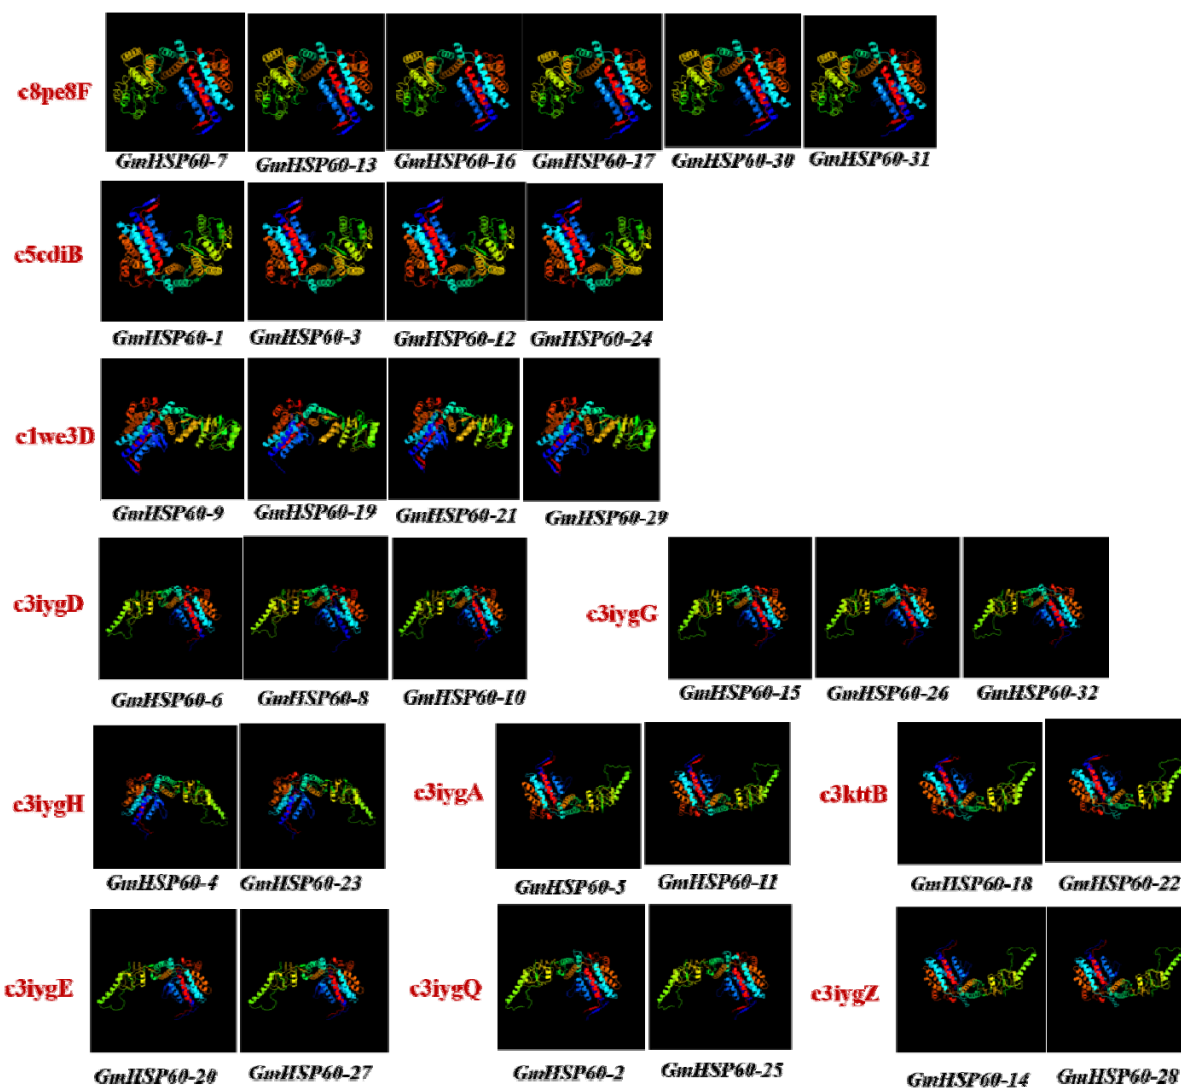 c8pe8F
GmHSP60-7 GmHSP60-13 GmHSP60-16 GmHSP60-17 GmHSP60-30 GmHSP60-31
c5cdiB
GmHSP60-1 GmHSP60-3 GmHSP60-12 GmHSP60-24
c1we3D
GmHSP60-9 GmHSP60-19 GmHSP60-21 GmHSP60-29
c3iygD c3iygG
GmHSP60-6 GmHSP60-8 GmHSP60-10 GmHSP60-15 GmHSP60-26 GmHSP60-32
c3iygH c3iygA c3kttB
GmHSP60-4 GmHSP60-23 GmHSP60-5 GmHSP60-11 GmHSP60-18 GmHSP60-22
c3iygE c3iygQ c3iygZ
GmHSP60-20 GmHSP60-27 GmHSP60-2 GmHSP60-25 GmHSP60-14 GmHSP60-28